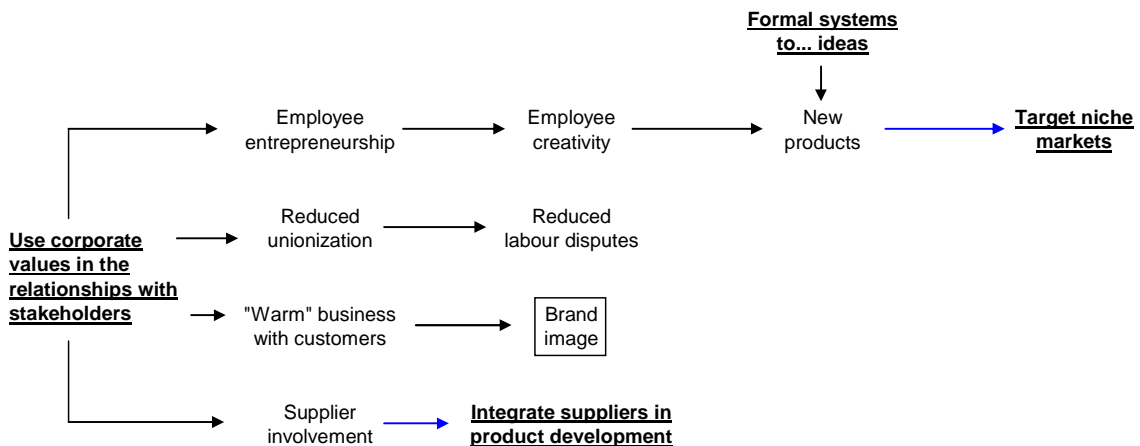 Formal systems
to... ideas
Employee
entrepreneurship
Employee
creativity
New
products
Target niche
markets
Reduced
unionization
Reduced
labour disputes
Use corporate
values in the
relationships with
stakeholders
"Warm" business
with customers
Brand
image
Supplier
involvement
Integrate suppliers in
product development